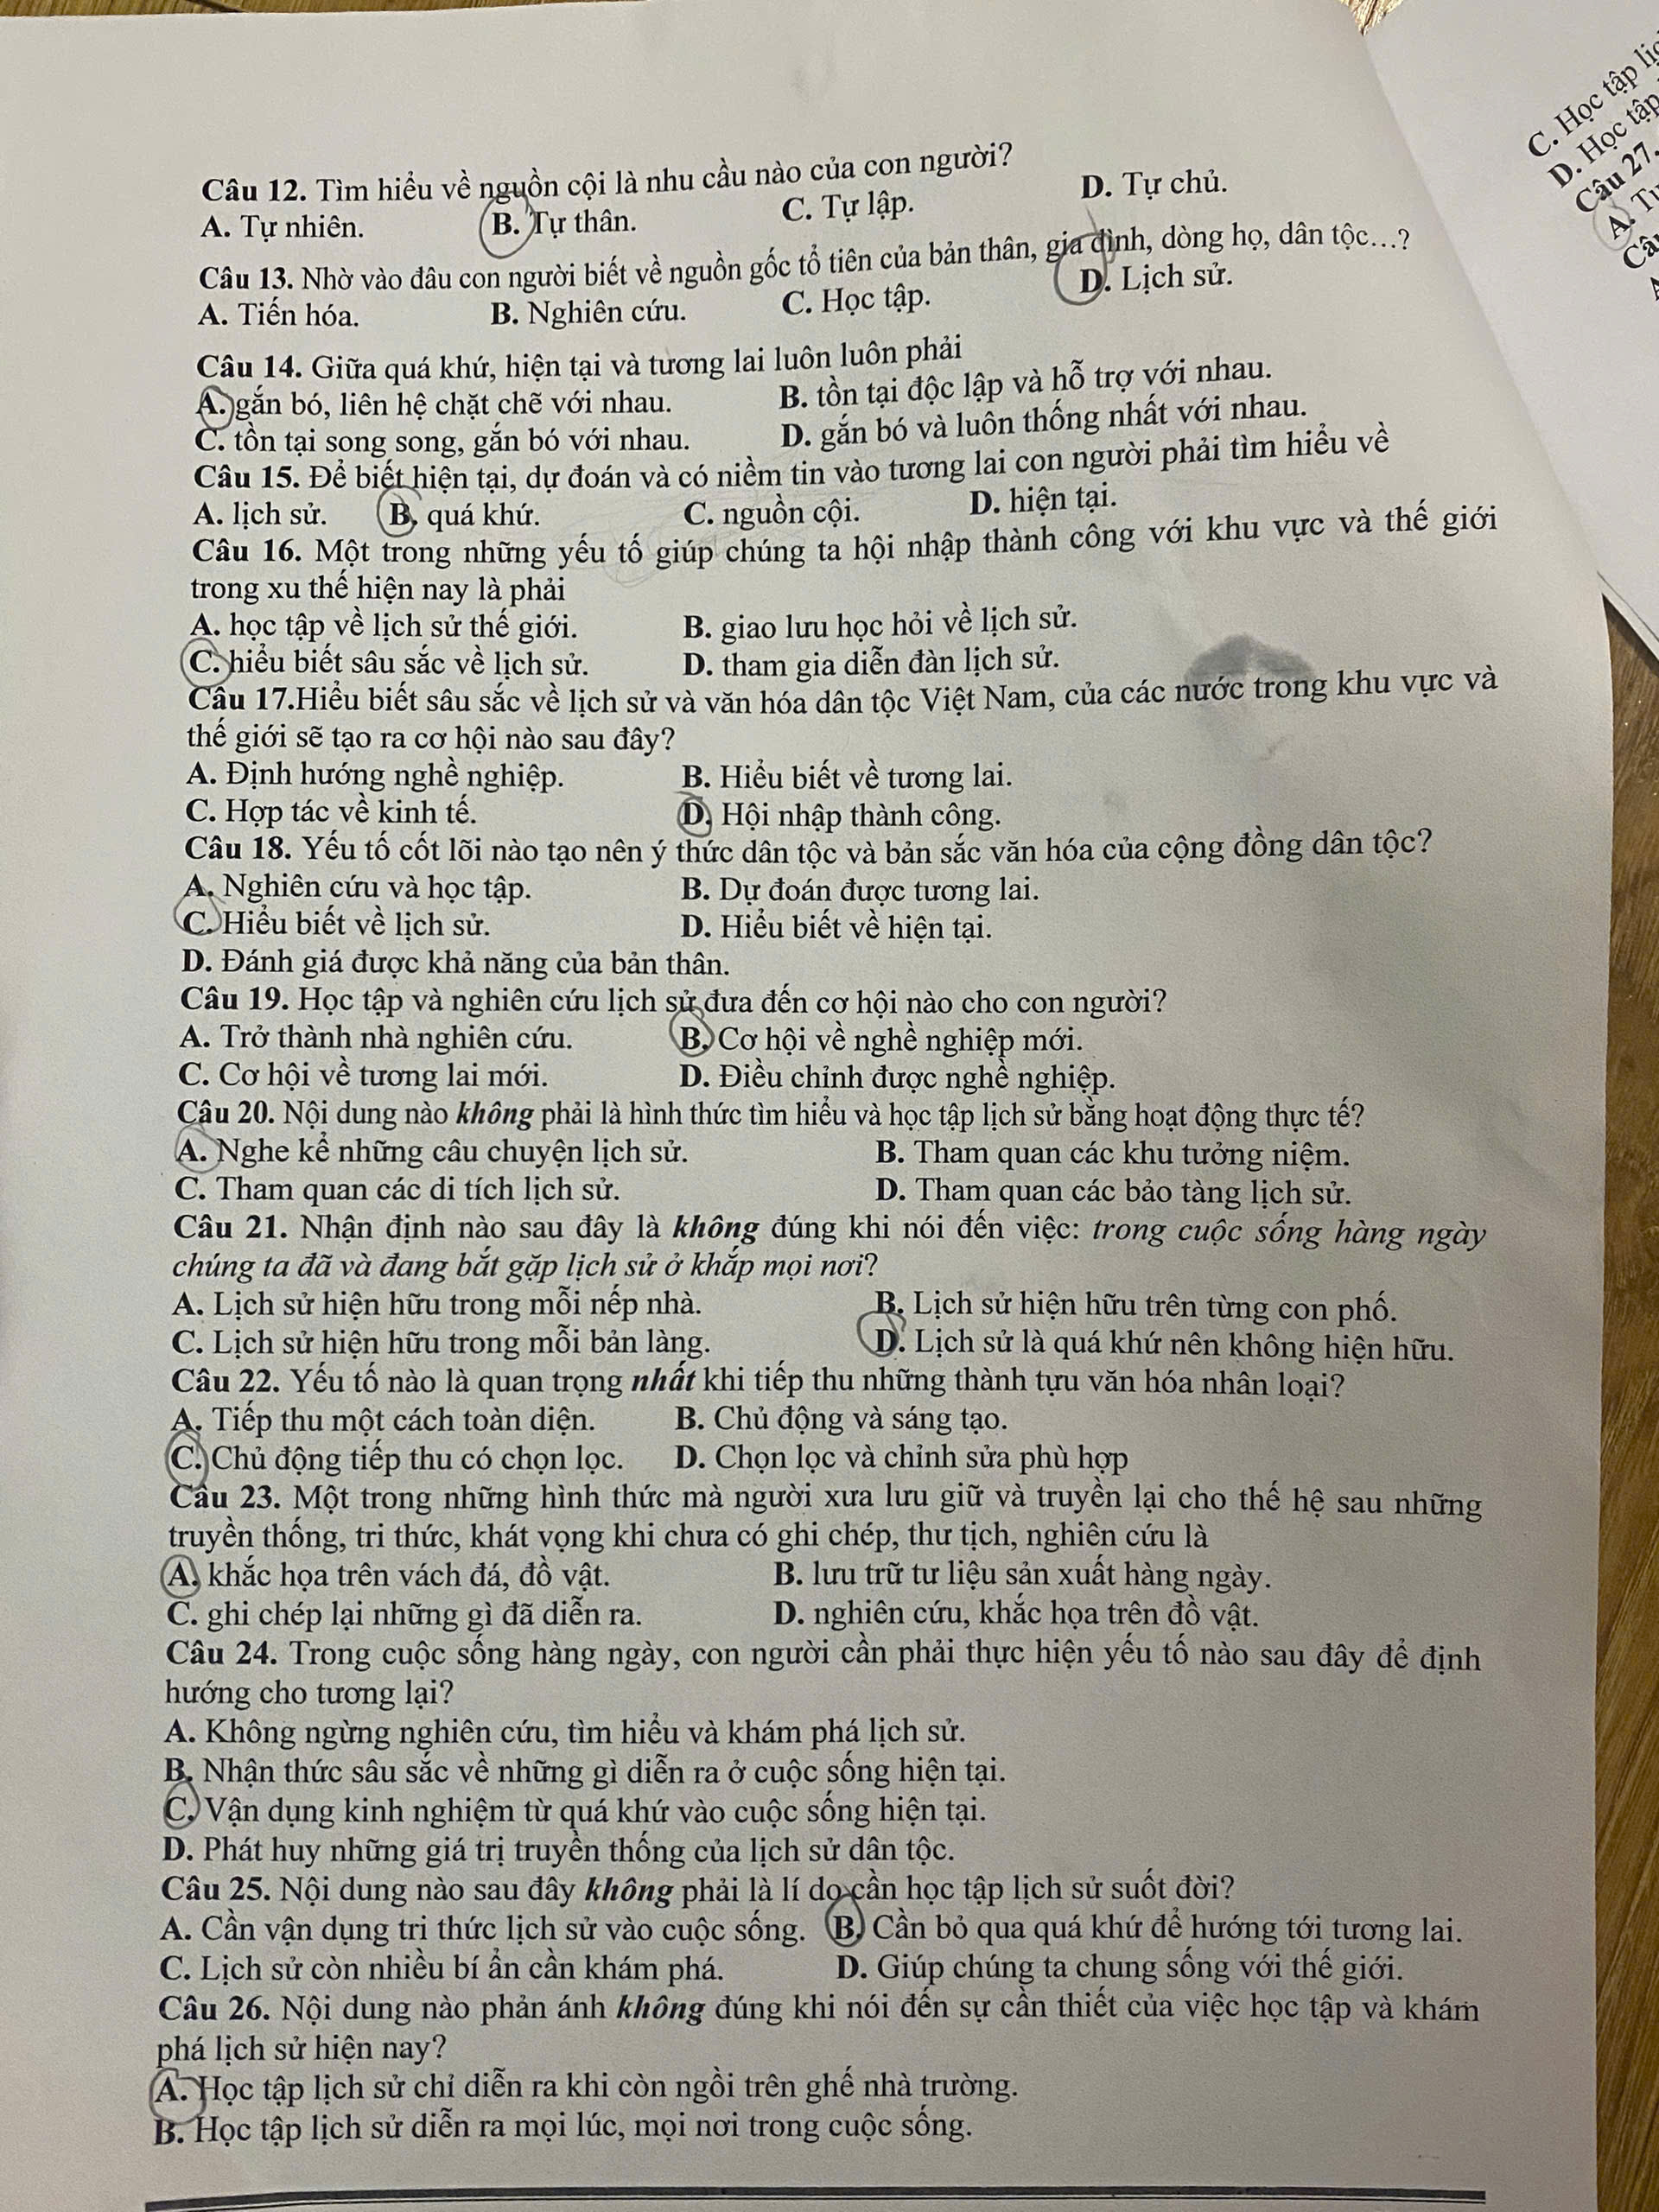 Câu 12. Tìm hiểu về nguồn cội là nhu cầu nào của con người?
A. Tự nhiên. B. Tự thân. C. Tự lập. D. Tự chủ.
Câu 13. Nhờ vào đâu con người biết về nguồn gốc tổ tiên của bản thân, gia đình, dòng họ, dân tộc…?
A. Tiến hóa. B. Nghiên cứu. C. Học tập. D. Lịch sử.
Câu 14. Giữa quá khứ, hiện tại và tương lai luôn luôn phải
A. gắn bó, liên hệ chặt chẽ với nhau. B. tồn tại độc lập và hỗ trợ với nhau.
C. tồn tại song song, gắn bó với nhau. D. gắn bó và luôn thống nhất với nhau.
Câu 15. Để biết hiện tại, dự đoán và có niềm tin vào tương lai con người phải tìm hiểu về
A. lịch sử. B. quá khứ. C. nguồn cội. D. hiện tại.
Câu 16. Một trong những yếu tố giúp chúng ta hội nhập thành công với khu vực và thế giới
trong xu thế hiện nay là phải
A. học tập về lịch sử thế giới. B. giao lưu học hỏi về lịch sử.
C. hiểu biết sâu sắc về lịch sử. D. tham gia diễn đàn lịch sử.
Câu 17.Hiểu biết sâu sắc về lịch sử và văn hóa dân tộc Việt Nam, của các nước trong khu vực và
thế giới sẽ tạo ra cơ hội nào sau đây?
A. Định hướng nghề nghiệp. B. Hiểu biết về tương lai.
C. Hợp tác về kinh tế. D. Hội nhập thành công.
Câu 18. Yếu tố cốt lõi nào tạo nên ý thức dân tộc và bản sắc văn hóa của cộng đồng dân tộc?
A. Nghiên cứu và học tập. B. Dự đoán được tương lai.
C. Hiểu biết về lịch sử. D. Hiểu biết về hiện tại.
D. Đánh giá được khả năng của bản thân.
Câu 19. Học tập và nghiên cứu lịch sử đưa đến cơ hội nào cho con người?
A. Trở thành nhà nghiên cứu. B. Cơ hội về nghề nghiệp mới.
C. Cơ hội về tương lai mới. D. Điều chỉnh được nghề nghiệp.
Câu 20. Nội dung nào không phải là hình thức tìm hiểu và học tập lịch sử bằng hoạt động thực tế?
A. Nghe kể những câu chuyện lịch sử. B. Tham quan các khu tưởng niệm.
C. Tham quan các di tích lịch sử. D. Tham quan các bảo tàng lịch sử.
Câu 21. Nhận định nào sau đây là không đúng khi nói đến việc: trong cuộc sống hàng ngày
chúng ta đã và đang bắt gặp lịch sử ở khắp mọi nơi?
A. Lịch sử hiện hữu trong mỗi nếp nhà. B. Lịch sử hiện hữu trên từng con phố.
C. Lịch sử hiện hữu trong mỗi bản làng. D. Lịch sử là quá khứ nên không hiện hữu.
Câu 22. Yếu tố nào là quan trọng nhất khi tiếp thu những thành tựu văn hóa nhân loại?
A. Tiếp thu một cách toàn diện. B. Chủ động và sáng tạo.
C. Chủ động tiếp thu có chọn lọc. D. Chọn lọc và chỉnh sửa phù hợp
Câu 23. Một trong những hình thức mà người xưa lưu giữ và truyền lại cho thế hệ sau những
truyền thống, tri thức, khát vọng khi chưa có ghi chép, thư tịch, nghiên cứu là
A. khắc họa trên vách đá, đồ vật. B. lưu trữ tư liệu sản xuất hàng ngày.
C. ghi chép lại những gì đã diễn ra. D. nghiên cứu, khắc họa trên đồ vật.
Câu 24. Trong cuộc sống hàng ngày, con người cần phải thực hiện yếu tố nào sau đây để định
hướng cho tương lại?
A. Không ngừng nghiên cứu, tìm hiểu và khám phá lịch sử.
B. Nhận thức sâu sắc về những gì diễn ra ở cuộc sống hiện tại.
C. Vận dụng kinh nghiệm từ quá khứ vào cuộc sống hiện tại.
D. Phát huy những giá trị truyền thống của lịch sử dân tộc.
Câu 25. Nội dung nào sau đây không phải là lí do cần học tập lịch sử suốt đời?
A. Cần vận dụng tri thức lịch sử vào cuộc sống. B. Cần bỏ qua quá khứ để hướng tới tương lai.
C. Lịch sử còn nhiều bí ẩn cần khám phá. D. Giúp chúng ta chung sống với thế giới.
Câu 26. Nội dung nào phản ánh không đúng khi nói đến sự cần thiết của việc học tập và khám
phá lịch sử hiện nay?
A. Học tập lịch sử chỉ diễn ra khi còn ngồi trên ghế nhà trường.
B. Học tập lịch sử diễn ra mọi lúc, mọi nơi trong cuộc sống.
C. Học tập
D. Học tập
Câu 27.
A.